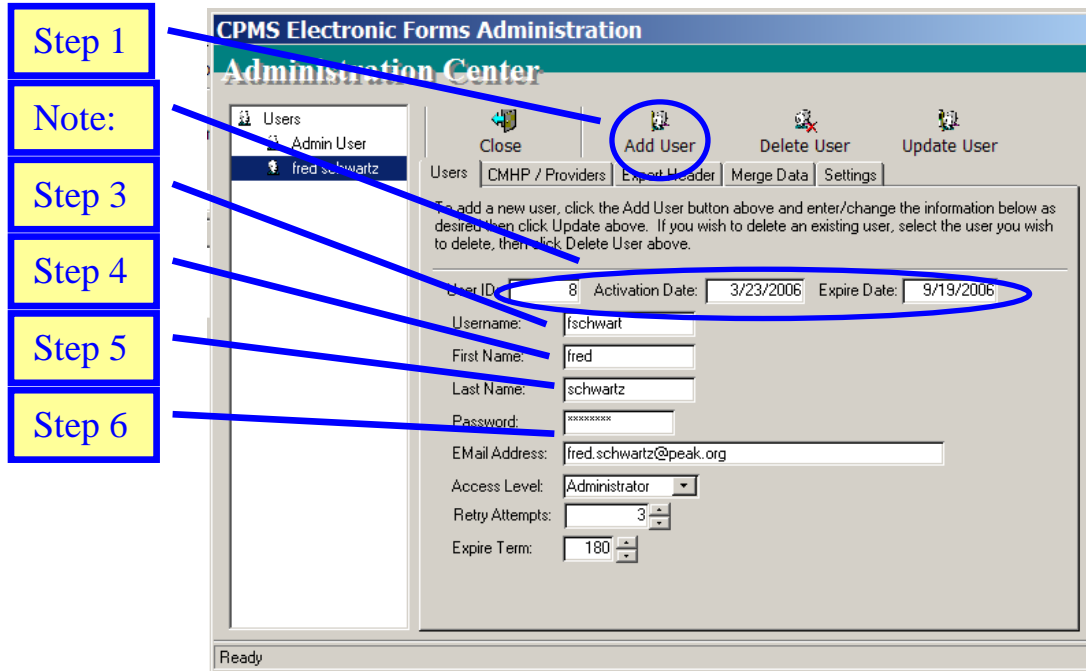 Step 1
Note:
Step 3
Step 4
Step 5
Step 6
CPMS Electronic Forms Administration
Administration Center
Users
Admin User
fred schwartz
Close
Add User
Delete User
Update User
Users
CMHP / Providers
Export Header
Merge Data
Settings
To add a new user, click the Add User button above and enter/change the information below as
desired then click Update above. If you wish to delete an existing user, select the user you wish
to delete, then click Delete User above.
User ID: 8 Activation Date: 3/23/2006 Expire Date: 9/19/2006
Username: fschwart
First Name: fred
Last Name: schwartz
Password: ********
EMail Address: fred.schwartz@peak.org
Access Level: Administrator
Retry Attempts: 3
Expire Term: 180
Ready